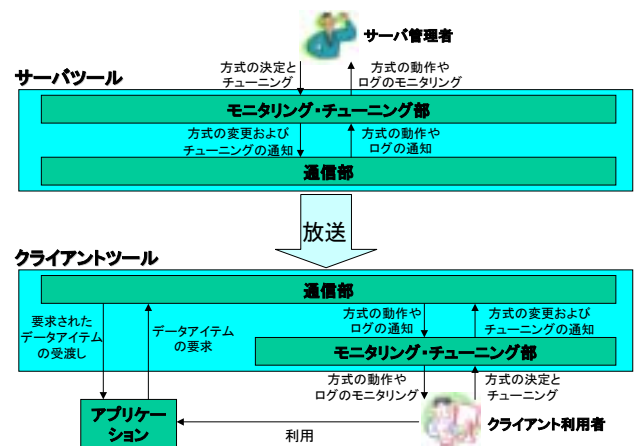 サーバ管理者
方式の決定と
チューニング
方式の動作や
ログのモニタリング
サーバツール
モニタリング・チューニング部
方式の変更および
チューニングの通知
方式の動作や
ログの通知
通信部
放送
クライアントツール
通信部
要求された
データアイテム
の受渡し
データアイテム
の要求
方式の動作や
ログの通知
方式の変更および
チューニングの通知
モニタリング・チューニング部
方式の動作や
ログのモニタリング
方式の決定と
チューニング
アプリケー
ション
利用
クライアント利用者